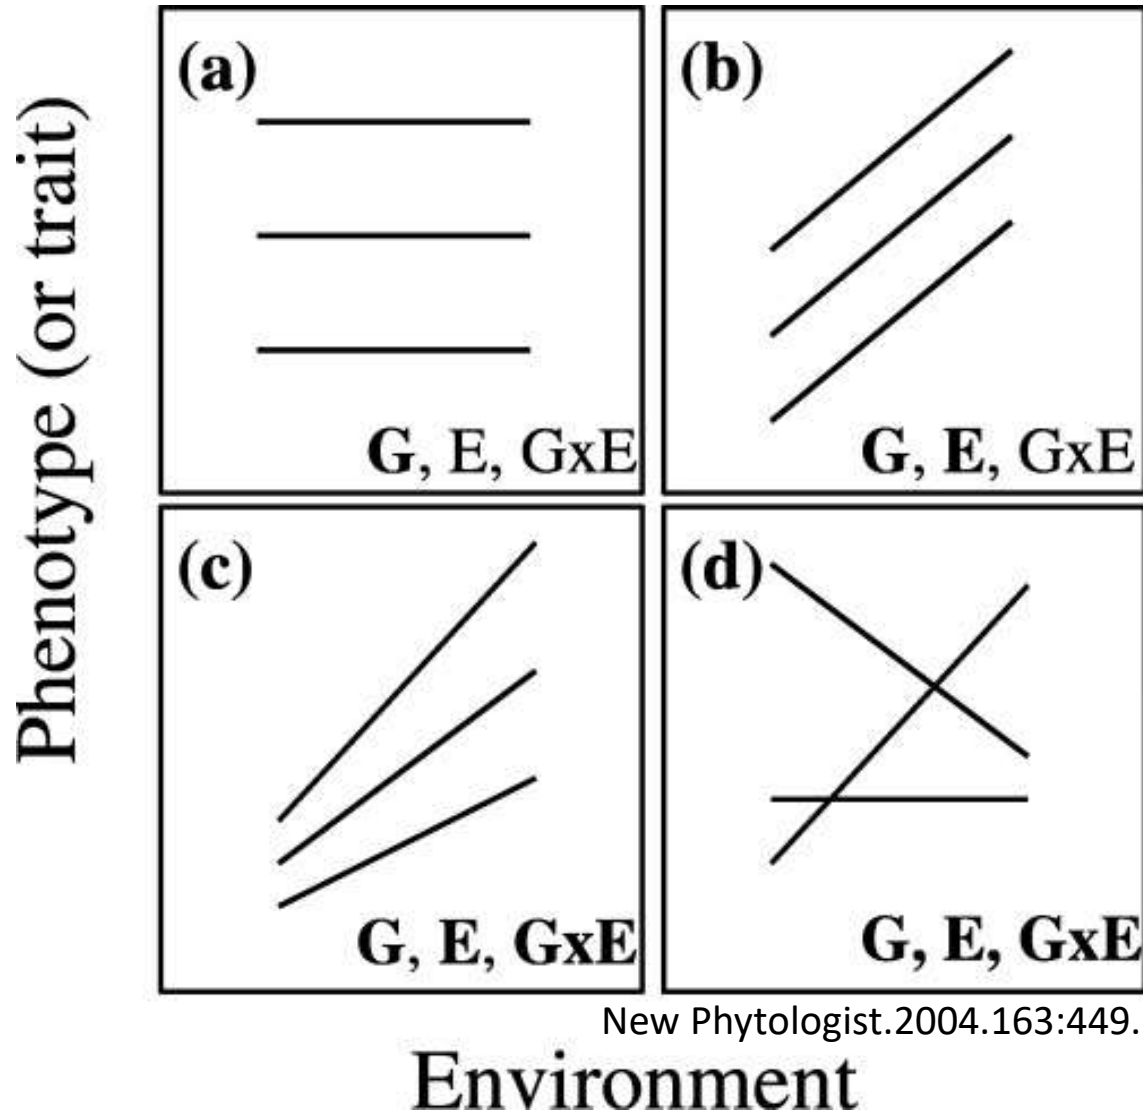 Phenotype (or trait)
(a)
G, E, GxE
(b)
G, E, GxE
(c)
G, E, GxE
(d)
G, E, GxE
New Phytologist.2004.163:449.
Environment